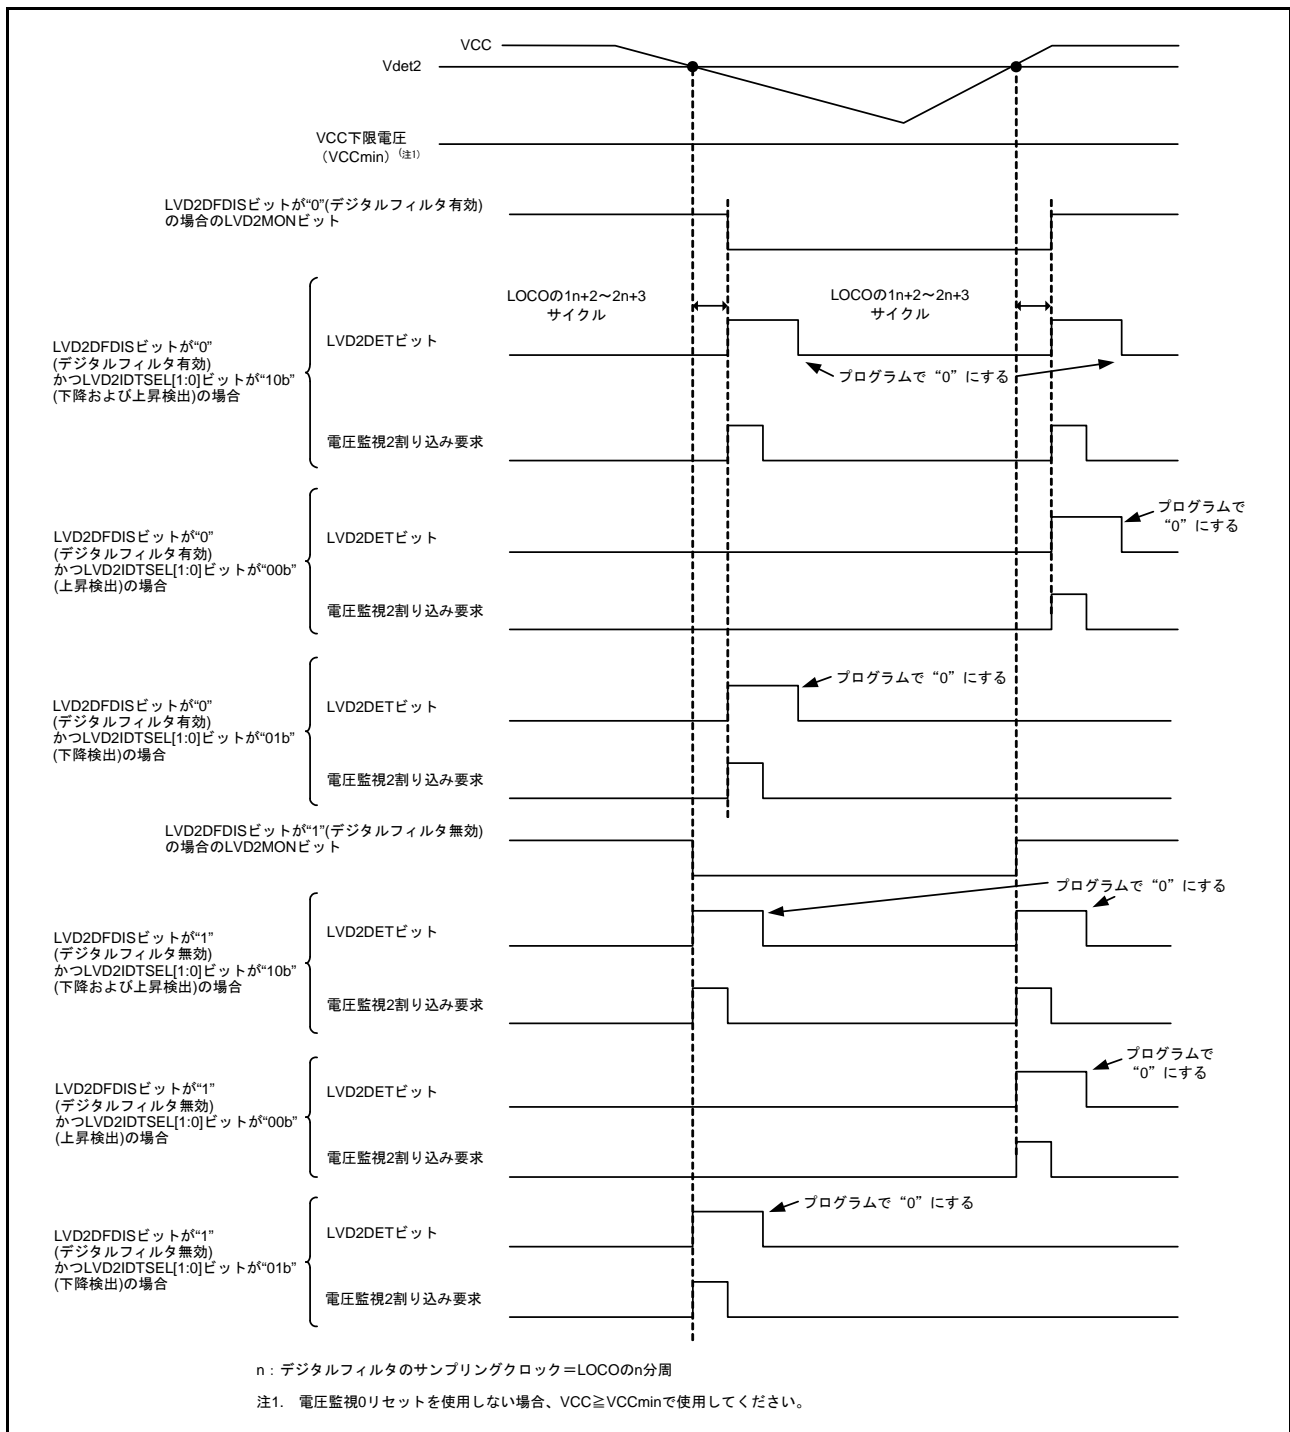 VCC
Vdet2
VCC下限電圧
（VCCmin）(注1)
LVD2DFDISビットが“0”(デジタルフィルタ有効)
の場合のLVD2MONビット
LOCOの1n+2～2n+3
サイクル
LOCOの1n+2～2n+3
サイクル
LVD2DFDISビットが“0”
(デジタルフィルタ有効)
かつLVD2IDTSEL[1:0]ビットが“10b”
(下降および上昇検出)の場合
LVD2DETビット
プログラムで“0”にする
電圧監視2割り込み要求
LVD2DFDISビットが“0”
(デジタルフィルタ有効)
かつLVD2IDTSEL[1:0]ビットが“00b”
(上昇検出)の場合
LVD2DETビット
プログラムで
“0”にする
電圧監視2割り込み要求
LVD2DFDISビットが“0”
(デジタルフィルタ有効)
かつLVD2IDTSEL[1:0]ビットが“01b”
(下降検出)の場合
LVD2DETビット
プログラムで“0”にする
電圧監視2割り込み要求
LVD2DFDISビットが“1”(デジタルフィルタ無効)
の場合のLVD2MONビット
LVD2DFDISビットが“1”
(デジタルフィルタ無効)
かつLVD2IDTSEL[1:0]ビットが“10b”
(下降および上昇検出)の場合
LVD2DETビット
プログラムで“0”にする
電圧監視2割り込み要求
LVD2DFDISビットが“1”
(デジタルフィルタ無効)
かつLVD2IDTSEL[1:0]ビットが“00b”
(上昇検出)の場合
LVD2DETビット
プログラムで
“0”にする
電圧監視2割り込み要求
LVD2DFDISビットが“1”
(デジタルフィルタ無効)
かつLVD2IDTSEL[1:0]ビットが“01b”
(下降検出)の場合
LVD2DETビット
プログラムで“0”にする
電圧監視2割り込み要求
n：デジタルフィルタのサンプリングクロック＝LOCOのn分周
注1. 電圧監視0リセットを使用しない場合、VCC≧VCCminで使用してください。